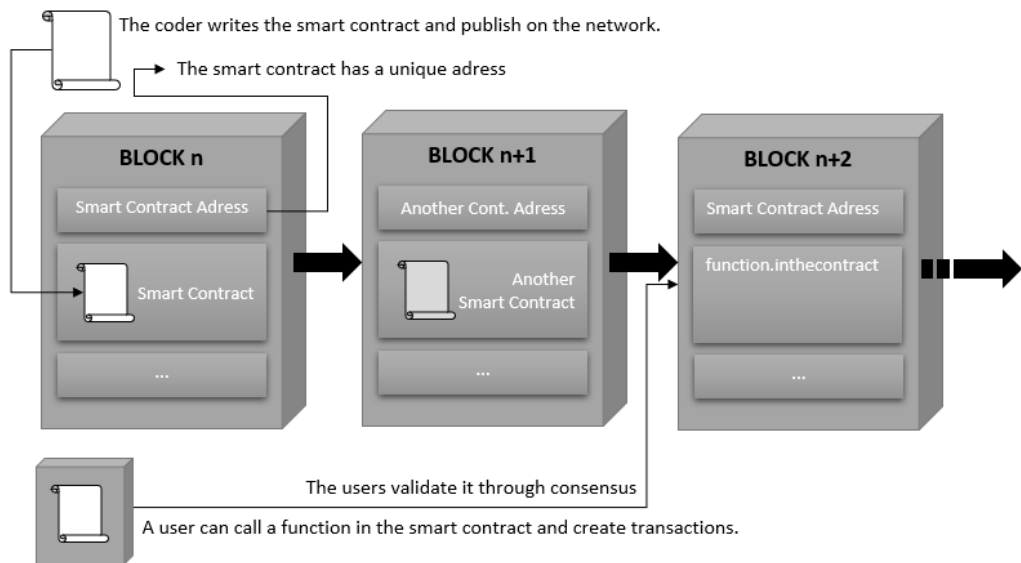 The coder writes the smart contract and publish on the network.
The smart contract has a unique adress
BLOCK n
Smart Contract Adress
Smart Contract
...
BLOCK n+1
Another Cont. Adress
Another
Smart Contract
...
BLOCK n+2
Smart Contract Adress
function.inthecontract
...
The users validate it through consensus
A user can call a function in the smart contract and create transactions.